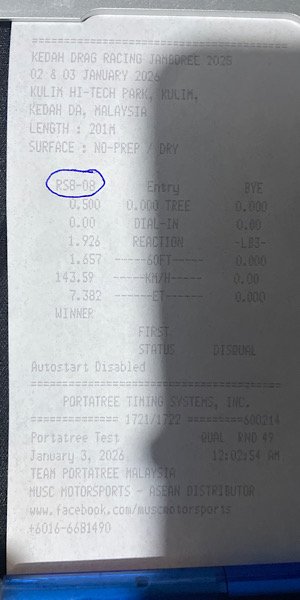 ========================================
KEDAH DRAG RACING JAMBOREE 2025
02 & 03 JANUARY 2026
KULIM HI-TECH PARK, KULIM.
KEDAH DA, MALAYSIA
LENGTH : 201M
SURFACE : NO-PREP / DRY
RS8-08 Entry BYE
0.500 0.000 TREE 0.000
0.00 DIAL-IN 0.00
1.926 REACTION -LB3-
1.657 -----60FT----- 0.000
143.59 -----KM/H----- 0.00
7.382 ------ET------ 0.000
WINNER
FIRST
STATUS DISQUAL
Autostart Disabled
========================================
PORTATREE TIMING SYSTEMS, INC.
============= 1721/1722 =========600214
Portatree Test QUAL RND 49
January 3, 2026 12:02:54 AM
TEAM PORTATREE MALAYSIA
MUSC MOTORSPORTS - ASEAN DISTRIBUTOR
www.facebook.com/muscmotorsports
+6016-6681490